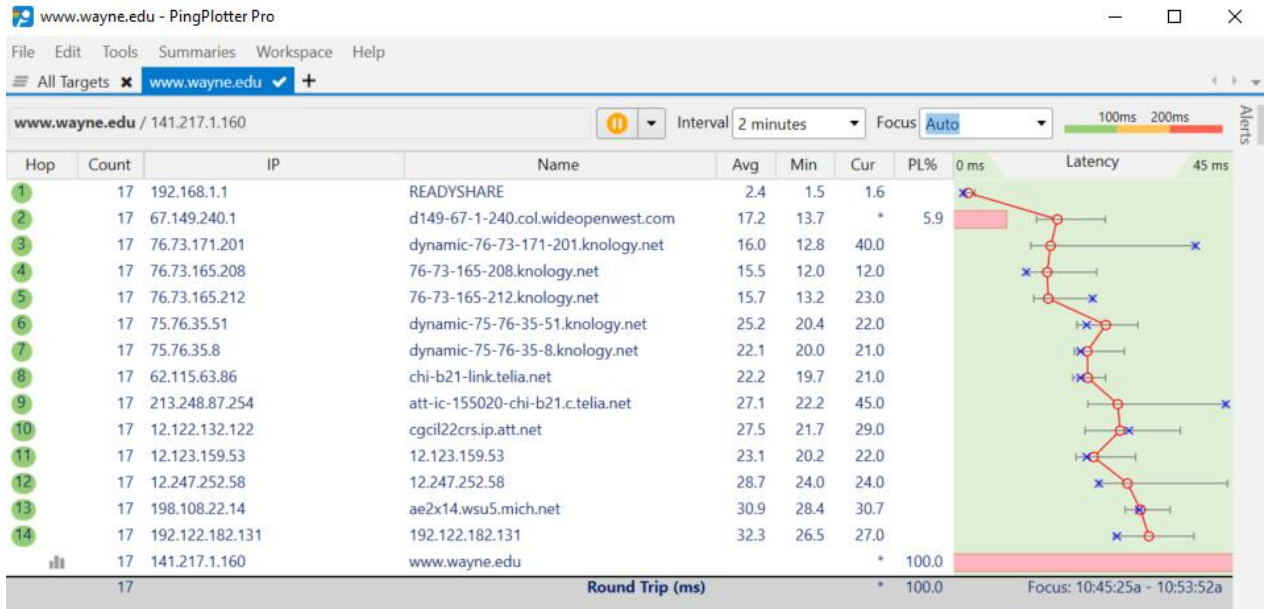 www.wayne.edu - PingPlotter Pro
File Edit Tools Summaries Workspace Help
All Targets www.wayne.edu
www.wayne.edu / 141.217.1.160 Interval 2 minutes Focus Auto 100ms 200ms
Alerts
Hop Count IP Name Avg Min Cur PL% 0 ms Latency 45 ms
1 17 192.168.1.1 READYSHARE 2.4 1.5 1.6
2 17 67.149.240.1 d149-67-1-240.col.wideopenwest.com 17.2 13.7 * 5.9
3 17 76.73.171.201 dynamic-76-73-171-201.knology.net 16.0 12.8 40.0
4 17 76.73.165.208 76-73-165-208.knology.net 15.5 12.0 12.0
5 17 76.73.165.212 76-73-165-212.knology.net 15.7 13.2 23.0
6 17 75.76.35.51 dynamic-75-76-35-51.knology.net 25.2 20.4 22.0
7 17 75.76.35.8 dynamic-75-76-35-8.knology.net 22.1 20.0 21.0
8 17 62.115.63.86 chi-b21-link.telia.net 22.2 19.7 21.0
9 17 213.248.87.254 att-ic-155020-chi-b21.c.telia.net 27.1 22.2 45.0
10 17 12.122.132.122 cgcil22crs.ip.att.net 27.5 21.7 29.0
11 17 12.123.159.53 12.123.159.53 23.1 20.2 22.0
12 17 12.247.252.58 12.247.252.58 28.7 24.0 24.0
13 17 198.108.22.14 ae2x14.wsu5.mich.net 30.9 28.4 30.7
14 17 192.122.182.131 192.122.182.131 32.3 26.5 27.0
17 141.217.1.160 www.wayne.edu * 100.0
17 Round Trip (ms) * 100.0 Focus: 10:45:25a - 10:53:52a